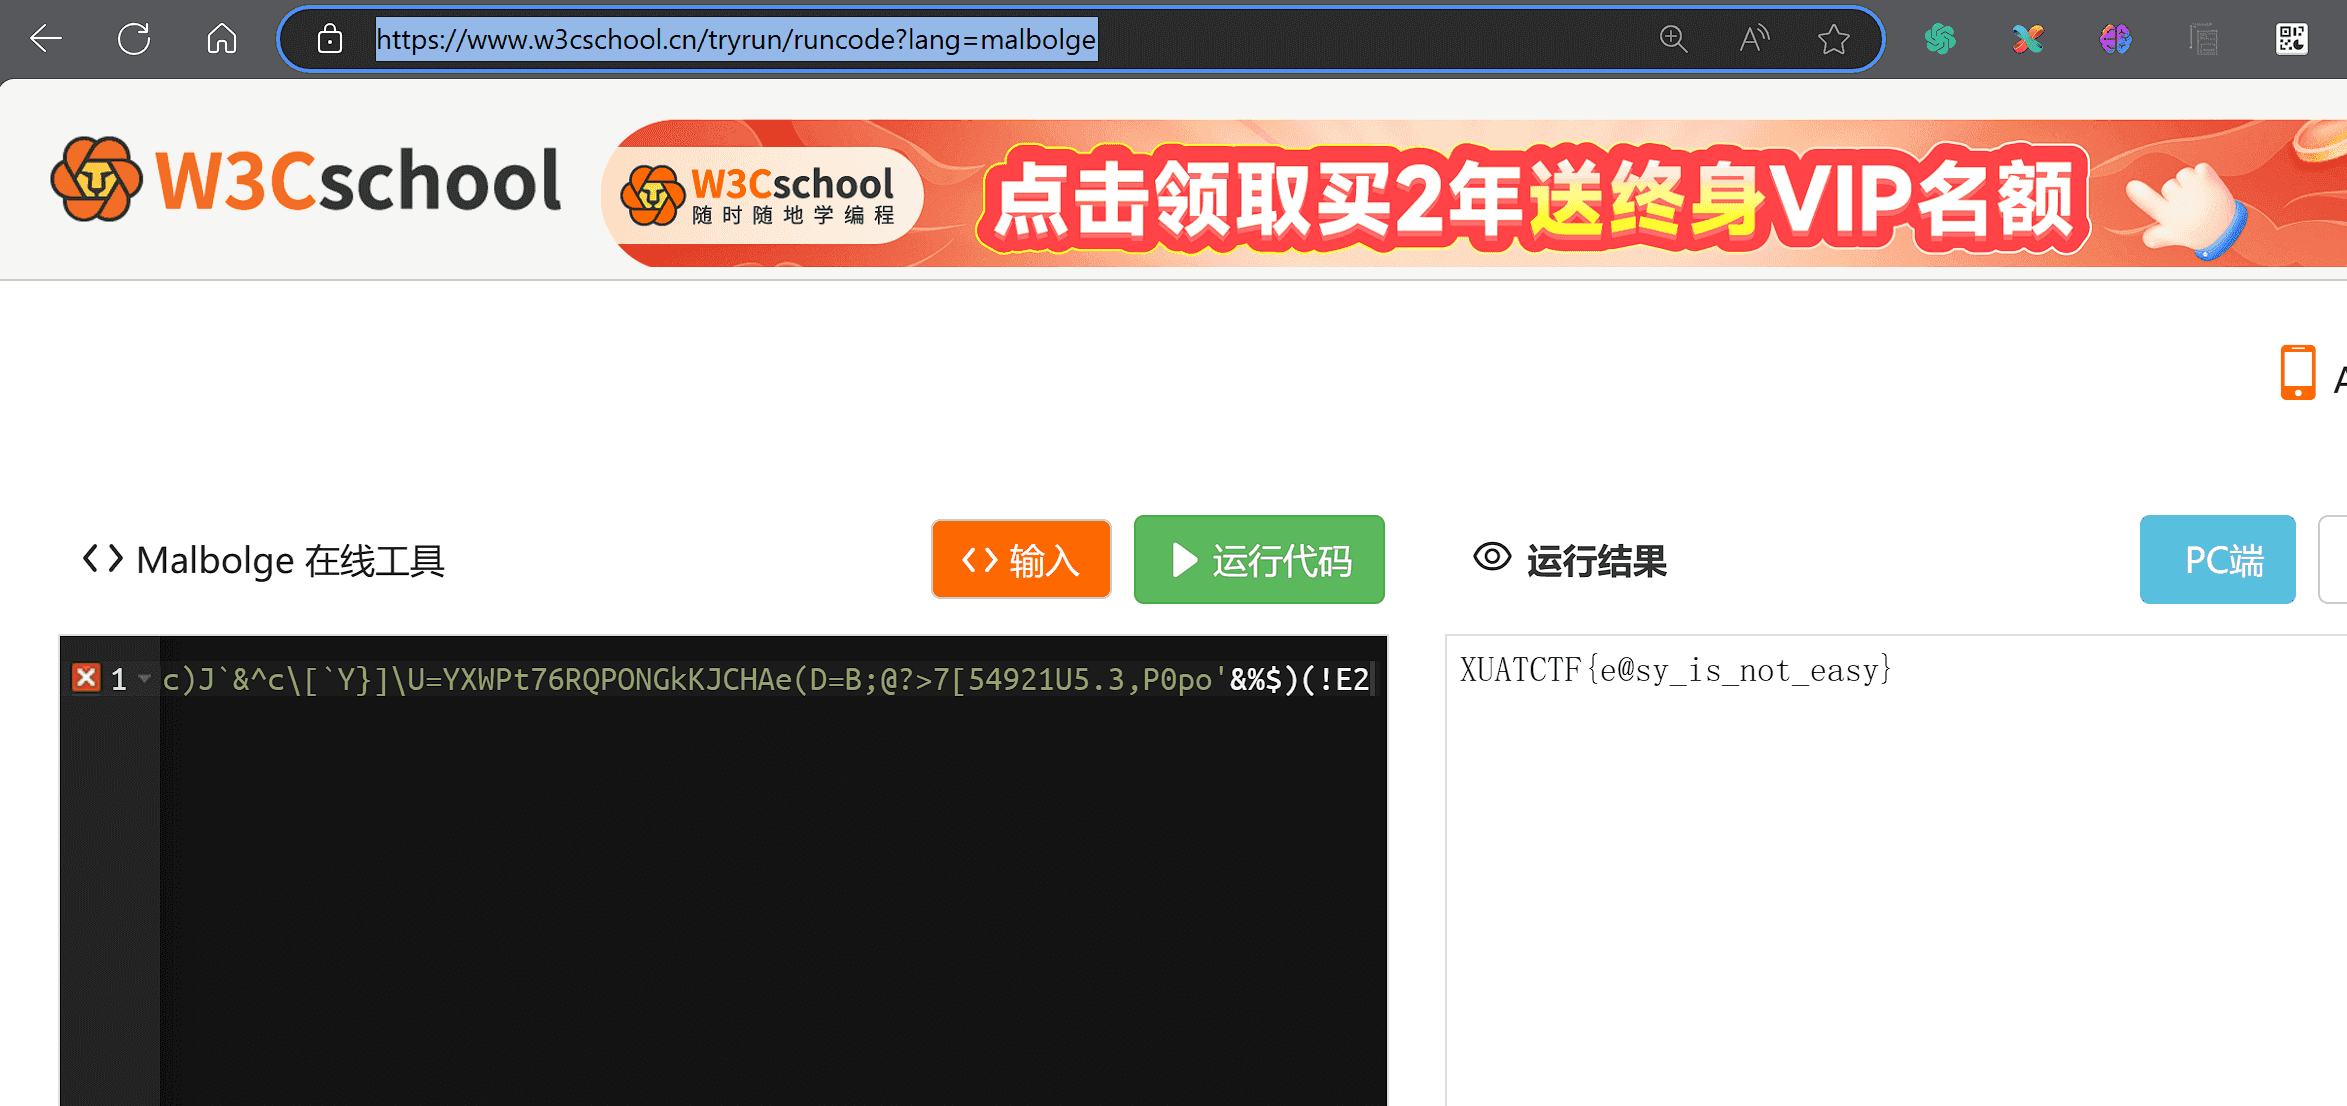 https://www.w3cschool.cn/tryrun/runcode?lang=malbolge
W3Cschool
W3Cschool
随时随地学编程
点击领取买2年送终身VIP名额
Malbolge 在线工具
输入
运行代码
运行结果
PC端
1
c)J`&^c\[`Y}]\U=YXWPt76RQPONGkKJCHAe(D=B;@?>7[54921U5.3,P0po'&%$)(!E2
XUATCTF{e@sy_is_not_easy}